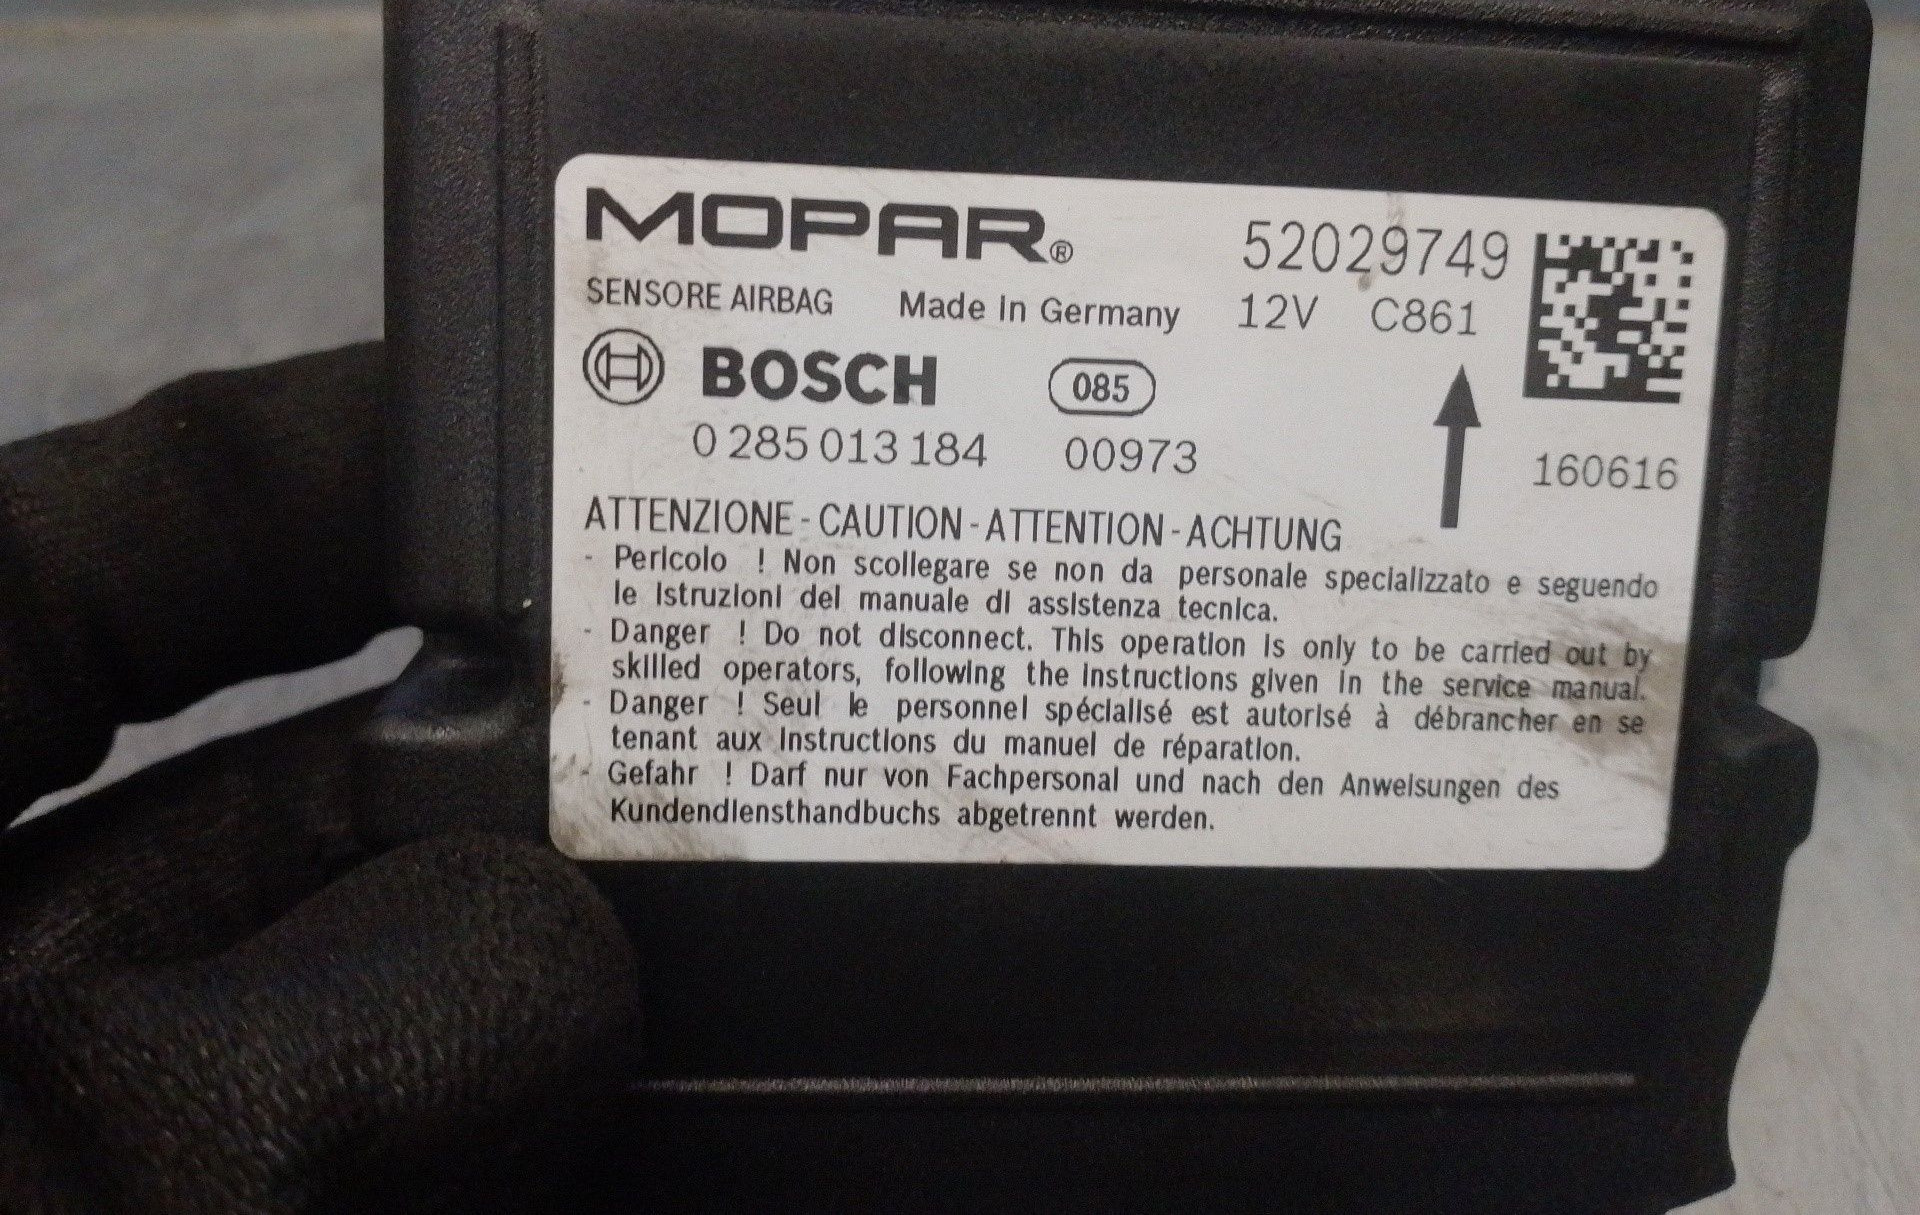 MOPAR® 52029749
SENSORE AIRBAG Made in Germany 12V C861
BOSCH 085
0 285 013 184 00973 160616
ATTENZIONE - CAUTION - ATTENTION - ACHTUNG
- Pericolo ! Non scollegare se non da personale specializzato e seguendo
le istruzioni del manuale di assistenza tecnica.
- Danger ! Do not disconnect. This operation is only to be carried out by
skilled operators, following the instructions given in the service manual.
- Danger ! Seul le personnel spécialisé est autorisé à débrancher en se
tenant aux instructions du manuel de réparation.
- Gefahr ! Darf nur von Fachpersonal und nach den Anweisungen des
Kundendiensthandbuchs abgetrennt werden.